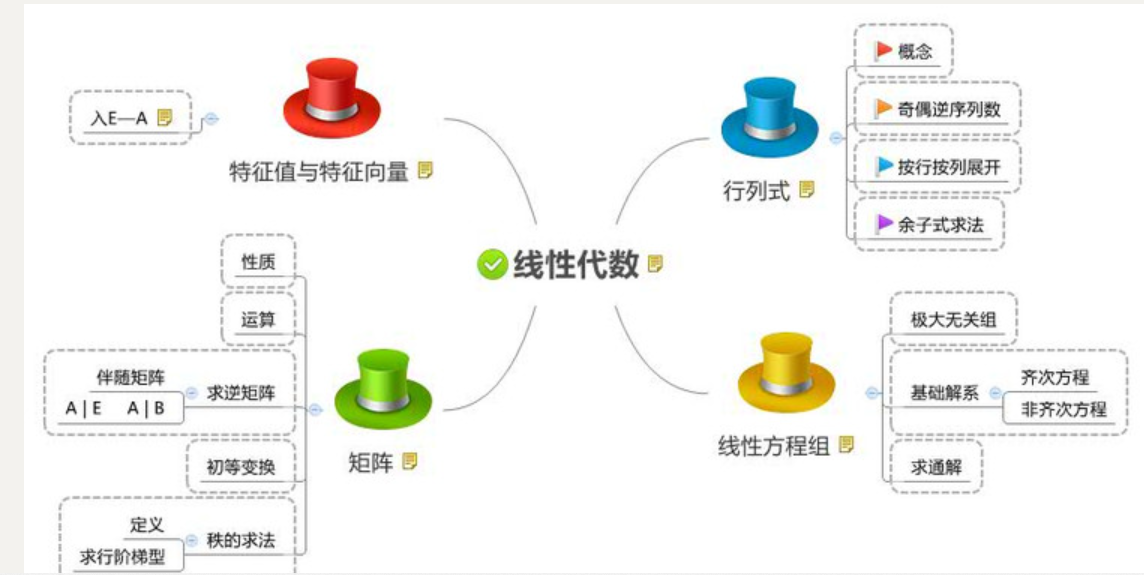 线性代数
行列式
概念
奇偶逆序列数
按行按列展开
余子式求法
线性方程组
极大无关组
基础解系
齐次方程
非齐次方程
求通解
特征值与特征向量
入E—A
矩阵
性质
运算
求逆矩阵
伴随矩阵
A|E A|B
初等变换
秩的求法
定义
求行阶梯型